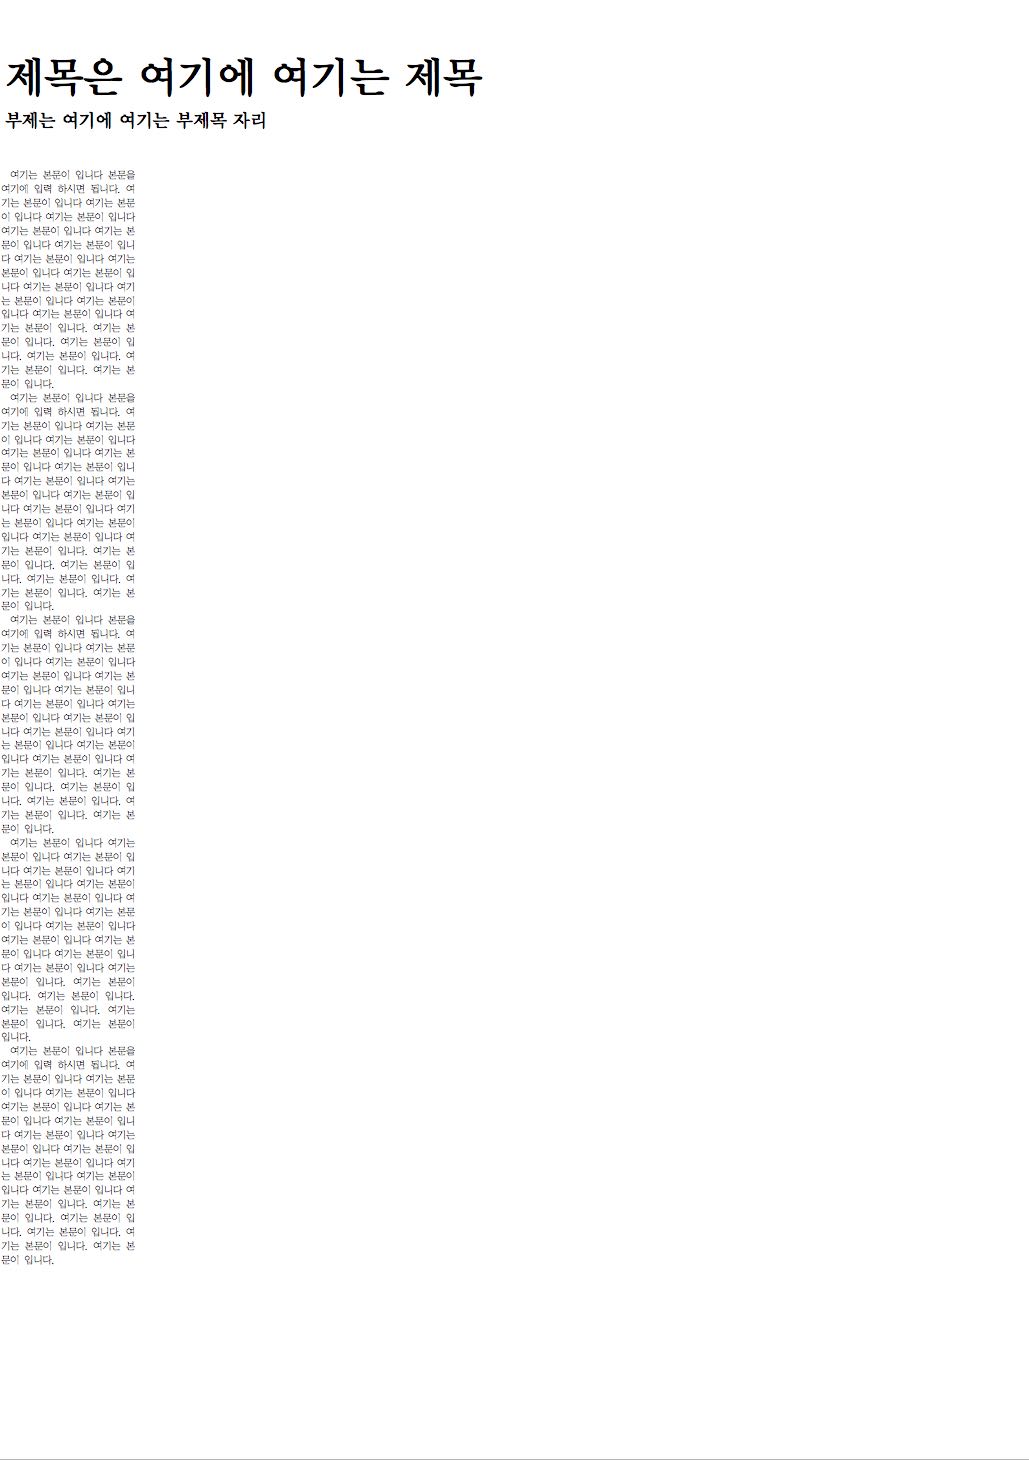 제목은 여기에 여기는 제목
부제는 여기에 여기는 부제목 자리
여기는 본문이 입니다 본문을
여기에 입력 하시면 됩니다. 여
기는 본문이 입니다 여기는 본문
이 입니다 여기는 본문이 입니다
여기는 본문이 입니다 여기는 본
문이 입니다 여기는 본문이 입니
다 여기는 본문이 입니다 여기는
본문이 입니다 여기는 본문이 입
니다 여기는 본문이 입니다 여기
는 본문이 입니다 여기는 본문이
입니다 여기는 본문이 입니다 여
기는 본문이 입니다. 여기는 본
문이 입니다. 여기는 본문이 입
니다. 여기는 본문이 입니다. 여
기는 본문이 입니다. 여기는 본
문이 입니다.
여기는 본문이 입니다 본문을
여기에 입력 하시면 됩니다. 여
기는 본문이 입니다 여기는 본문
이 입니다 여기는 본문이 입니다
여기는 본문이 입니다 여기는 본
문이 입니다 여기는 본문이 입니
다 여기는 본문이 입니다 여기는
본문이 입니다 여기는 본문이 입
니다 여기는 본문이 입니다 여기
는 본문이 입니다 여기는 본문이
입니다 여기는 본문이 입니다 여
기는 본문이 입니다. 여기는 본
문이 입니다. 여기는 본문이 입
니다. 여기는 본문이 입니다. 여
기는 본문이 입니다. 여기는 본
문이 입니다.
여기는 본문이 입니다 본문을
여기에 입력 하시면 됩니다. 여
기는 본문이 입니다 여기는 본문
이 입니다 여기는 본문이 입니다
여기는 본문이 입니다 여기는 본
문이 입니다 여기는 본문이 입니
다 여기는 본문이 입니다 여기는
본문이 입니다 여기는 본문이 입
니다 여기는 본문이 입니다 여기
는 본문이 입니다 여기는 본문이
입니다 여기는 본문이 입니다 여
기는 본문이 입니다. 여기는 본
문이 입니다. 여기는 본문이 입
니다. 여기는 본문이 입니다. 여
기는 본문이 입니다. 여기는 본
문이 입니다.
여기는 본문이 입니다 여기는
본문이 입니다 여기는 본문이 입
니다 여기는 본문이 입니다 여기
는 본문이 입니다 여기는 본문이
입니다 여기는 본문이 입니다 여
기는 본문이 입니다 여기는 본문
이 입니다 여기는 본문이 입니다
여기는 본문이 입니다 여기는 본
문이 입니다 여기는 본문이 입니
다 여기는 본문이 입니다 여기는
본문이 입니다. 여기는 본문이
입니다. 여기는 본문이 입니다.
여기는 본문이 입니다. 여기는
본문이 입니다. 여기는 본문이
입니다.
여기는 본문이 입니다 본문을
여기에 입력 하시면 됩니다. 여
기는 본문이 입니다 여기는 본문
이 입니다 여기는 본문이 입니다
여기는 본문이 입니다 여기는 본
문이 입니다 여기는 본문이 입니
다 여기는 본문이 입니다 여기는
본문이 입니다 여기는 본문이 입
니다 여기는 본문이 입니다 여기
는 본문이 입니다 여기는 본문이
입니다 여기는 본문이 입니다 여
기는 본문이 입니다. 여기는 본
문이 입니다. 여기는 본문이 입
니다. 여기는 본문이 입니다. 여
기는 본문이 입니다. 여기는 본
문이 입니다.